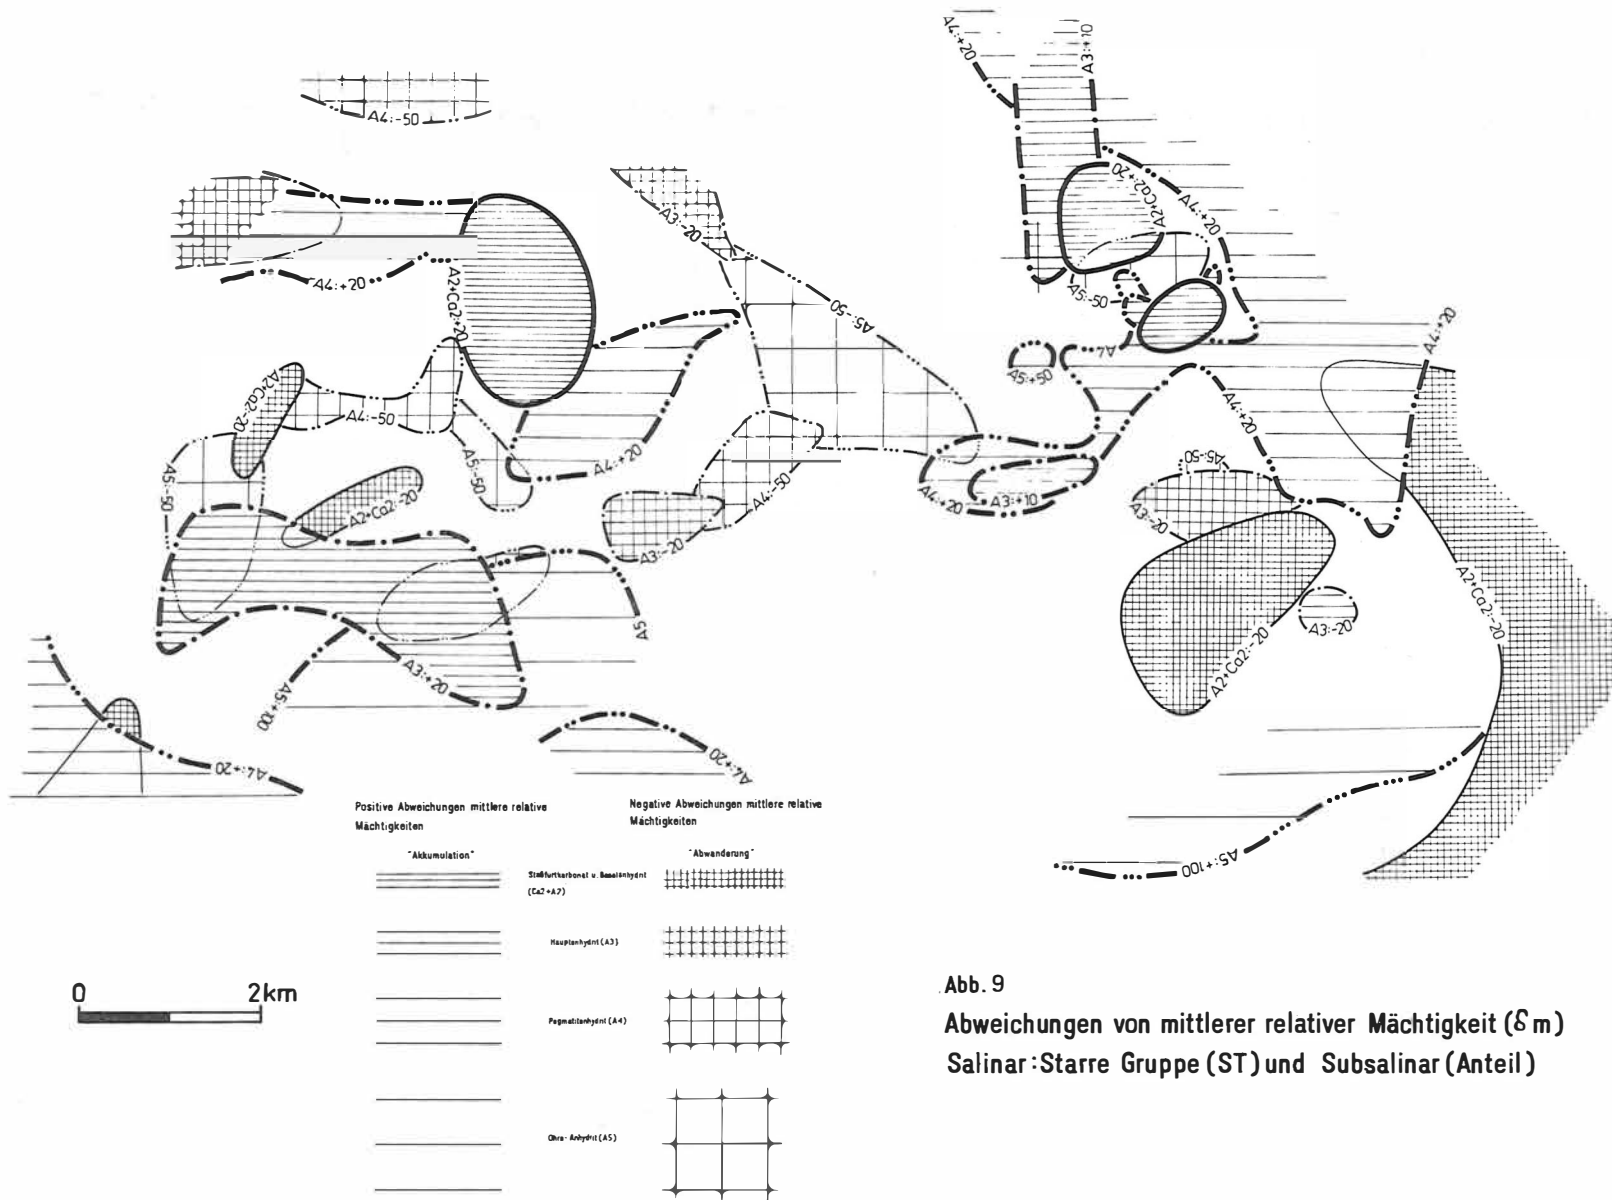 A4:+20
A3:+10
A4:-50
A2+Ca2:+20
A4:+20
A3:-20
A4:+20
A2+Ca2:+20
A5:-50
A5:-50
A4
A4:+20
A5:+50
A2+Ca2:-20
A4:-50
A4:+20
A5:-50
A4:+20
A5:-50
A4:-50
A5:-50
A2+Ca2:-20
A4:+20
A3:+10
A3:-20
A3:-20
A2+Ca2:-20
A5
A3:-20
A3:+20
A2+Ca2:-20
A5:+100
A4:+20
A4:+20
A5:+100
Positive Abweichungen mittlere relative
Mächtigkeiten
Negative Abweichungen mittlere relative
Mächtigkeiten
"Akkumulation"
"Abwanderung"
Staßfurtkarbonat u. Basalanhydrit
(Ca2+A2)
Hauptanhydrit (A3)
Pegmatitanhydrit (A4)
Ohra-Anhydrit (A5)
0 2km
Abb. 9
Abweichungen von mittlerer relativer Mächtigkeit (δm)
Salinar: Starre Gruppe (ST) und Subsalinar (Anteil)